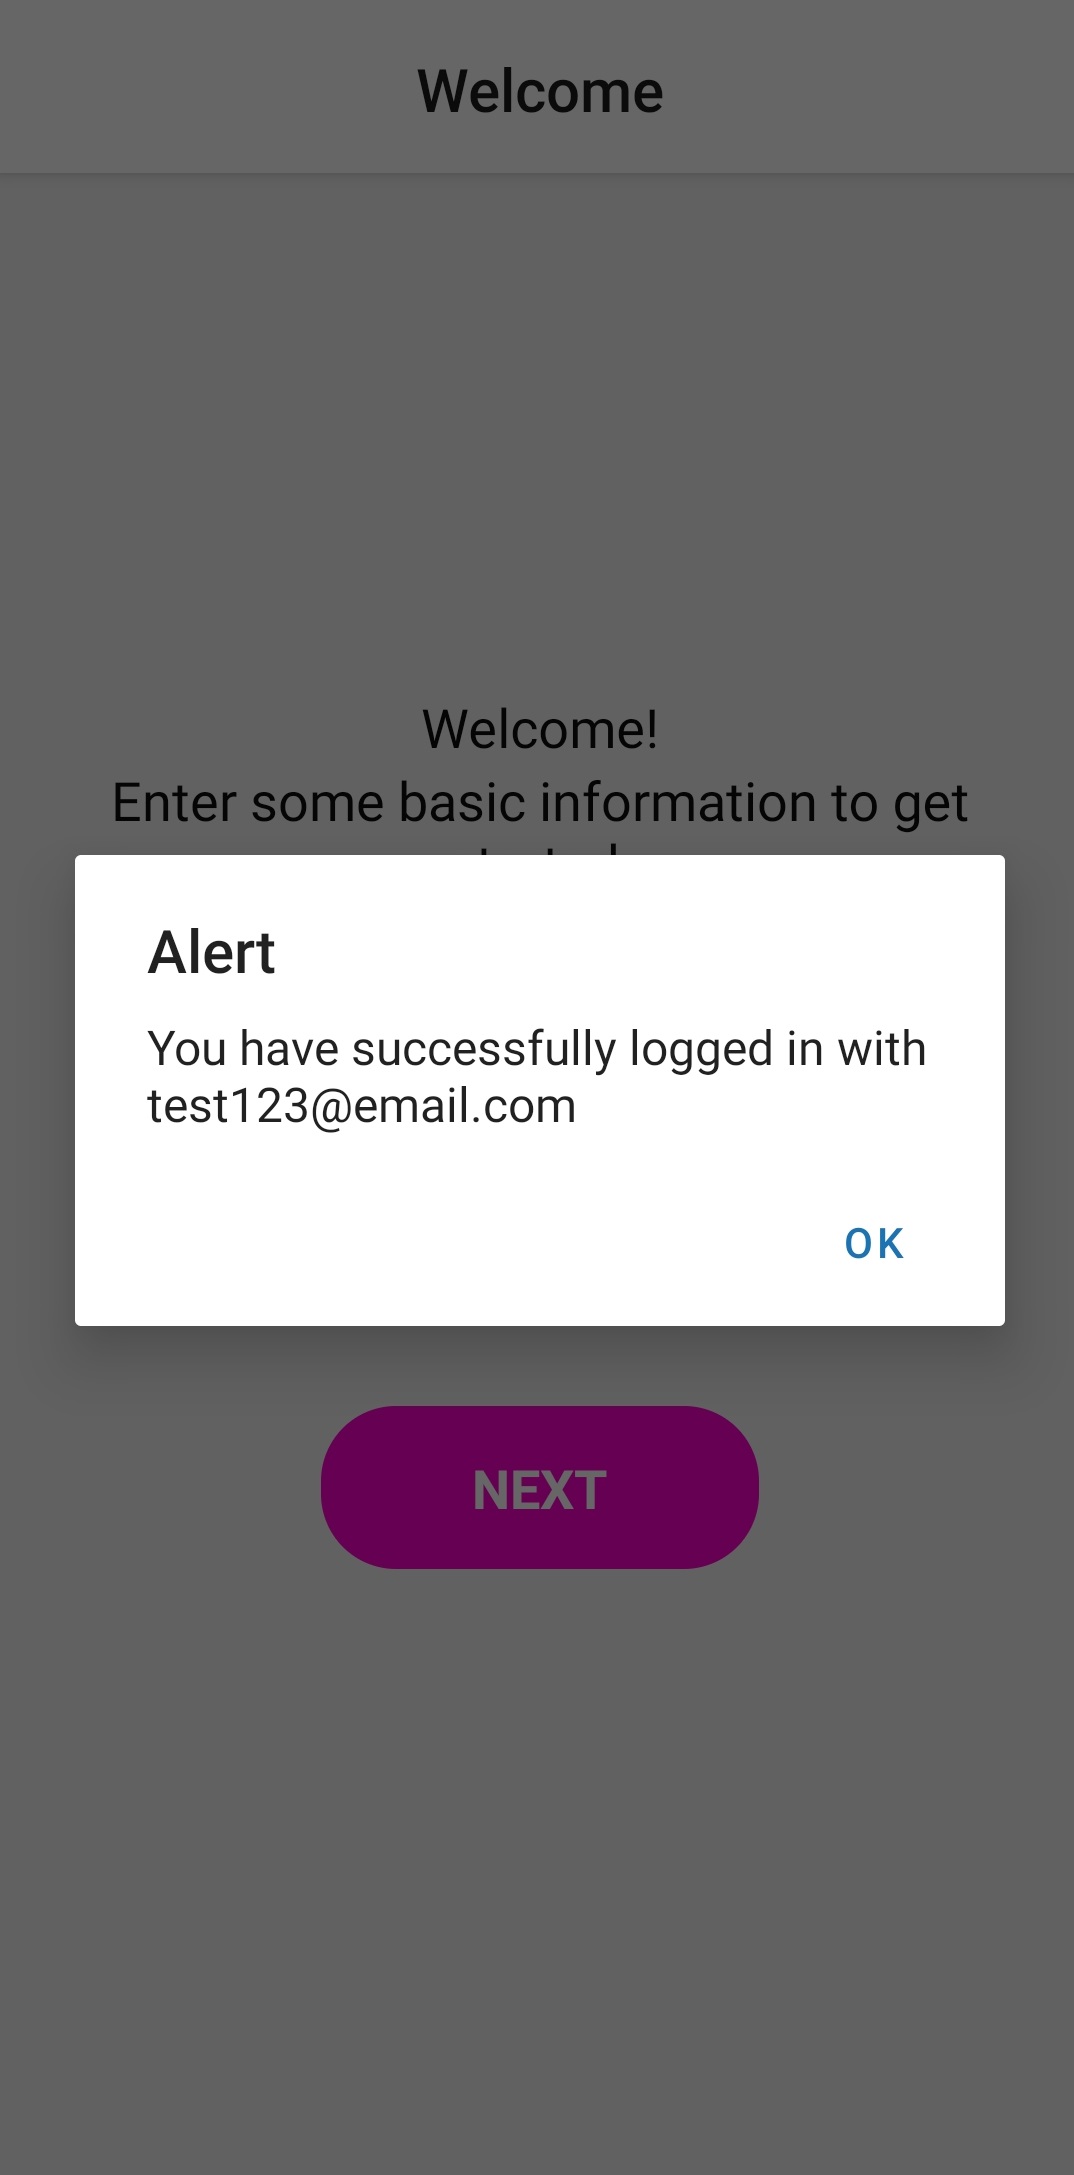 Welcome
Welcome!
Enter some basic information to get
Alert
You have successfully logged in with
test123@email.com
OK
NEXT